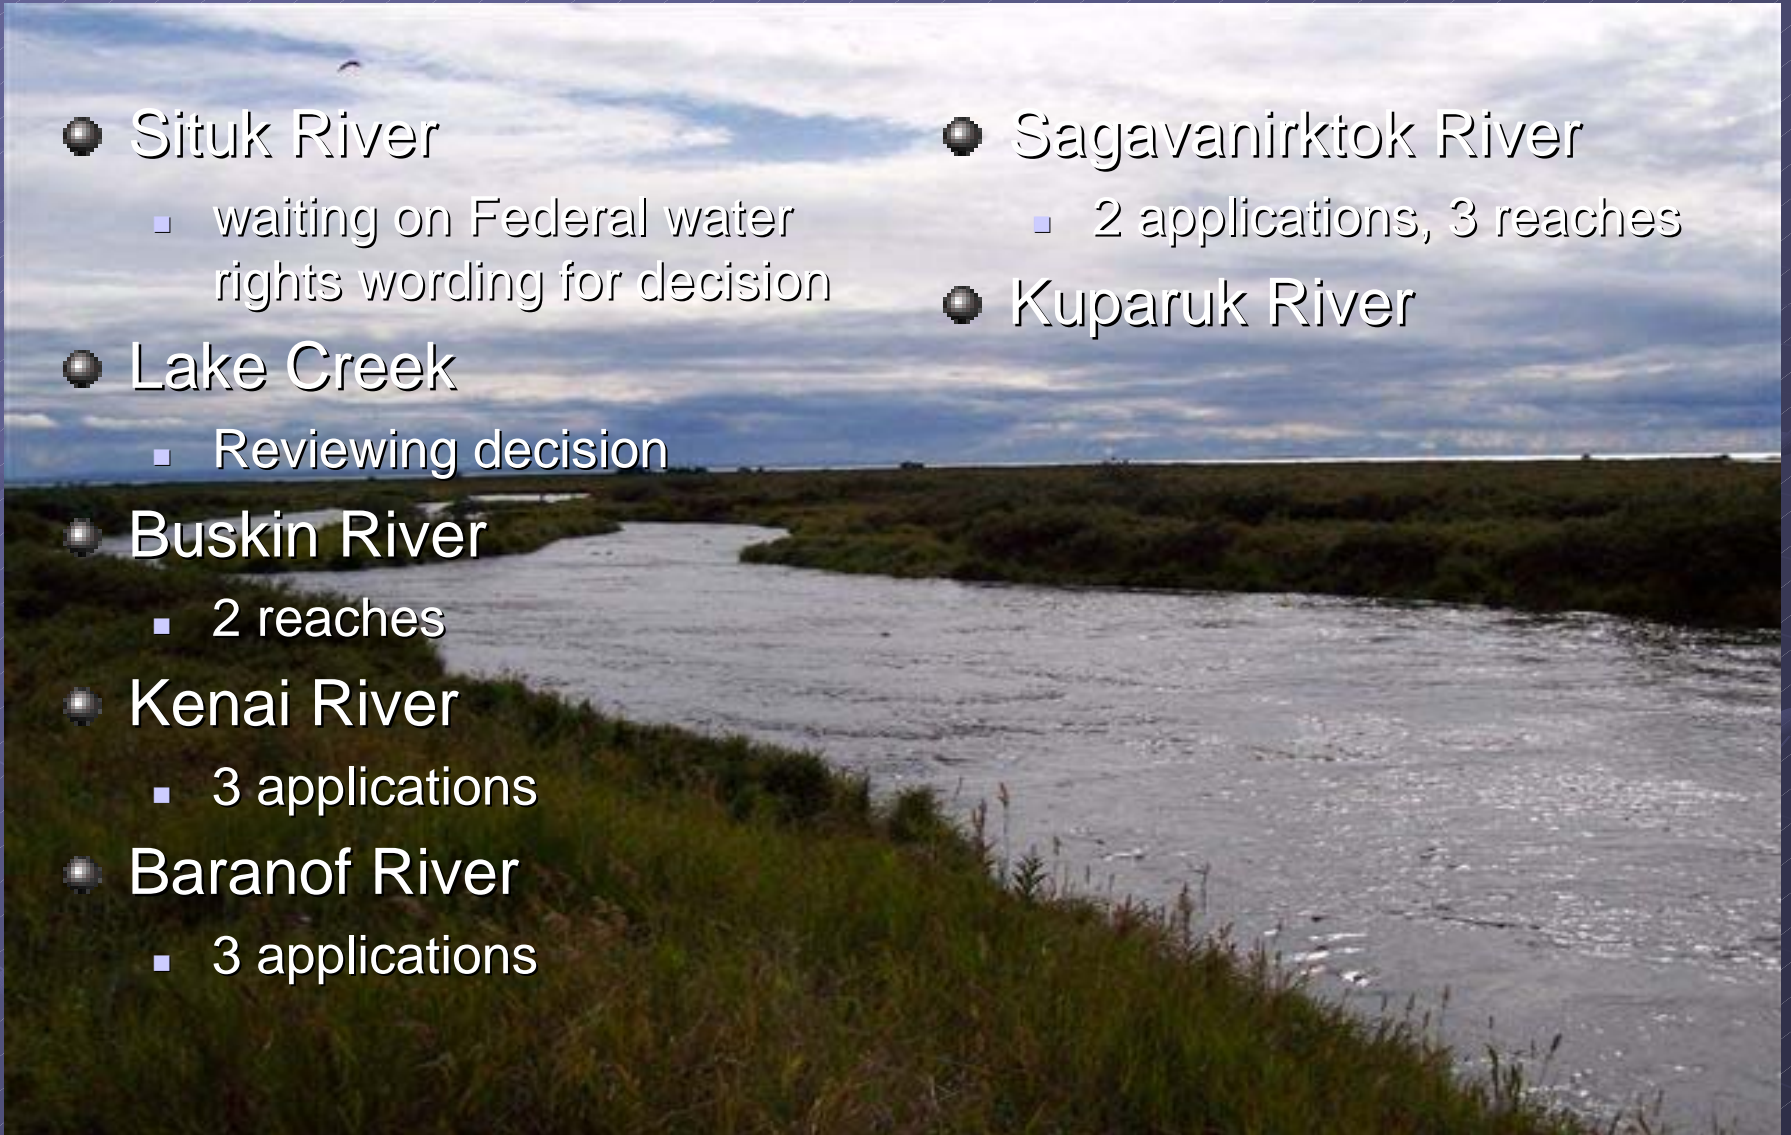 Situk River
waiting on Federal water
rights wording for decision
Lake Creek
Reviewing decision
Buskin River
2 reaches
Kenai River
3 applications
Baranof River
3 applications
Sagavanirktok River
2 applications, 3 reaches
Kuparuk River